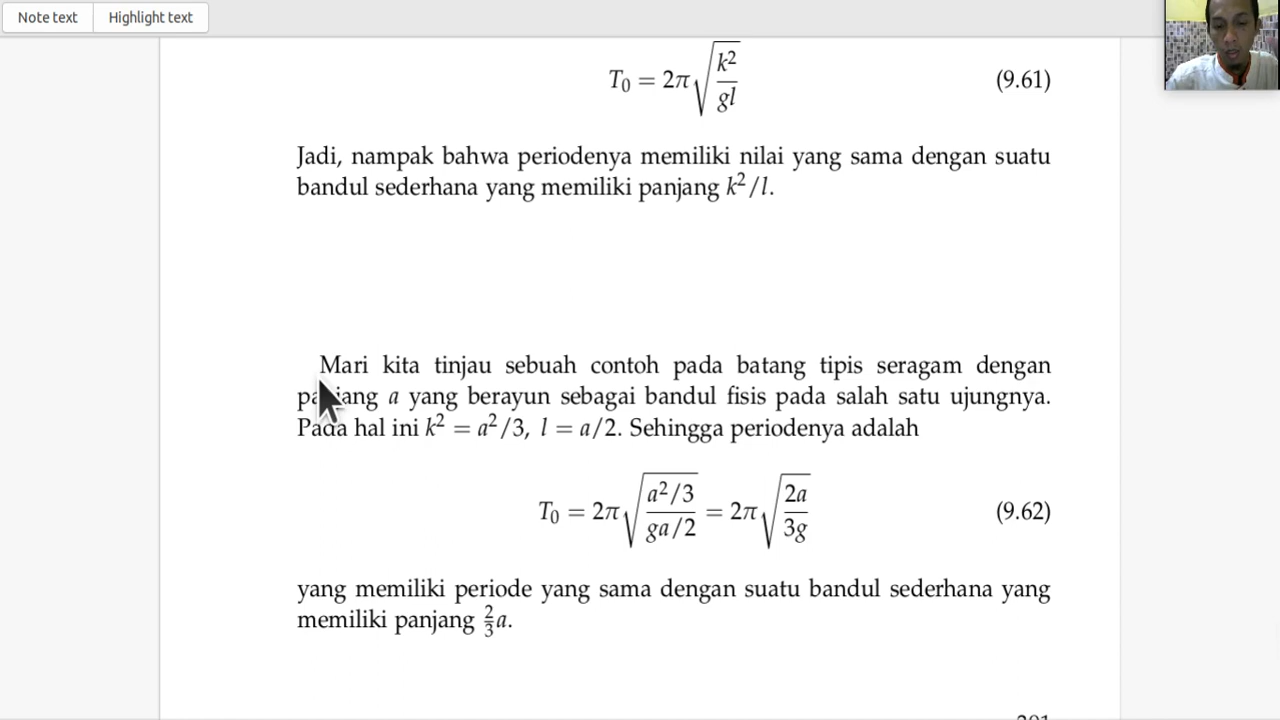 Note text
Highlight text
T₀ = 2π√(k²/gl) (9.61)
Jadi, nampak bahwa periodenya memiliki nilai yang sama dengan suatu
bandul sederhana yang memiliki panjang k²/l.
Mari kita tinjau sebuah contoh pada batang tipis seragam dengan
panjang a yang berayun sebagai bandul fisis pada salah satu ujungnya.
Pada hal ini k² = a²/3, l = a/2. Sehingga periodenya adalah
T₀ = 2π√((a²/3)/(ga/2)) = 2π√(2a/3g) (9.62)
yang memiliki periode yang sama dengan suatu bandul sederhana yang
memiliki panjang 2/3 a.